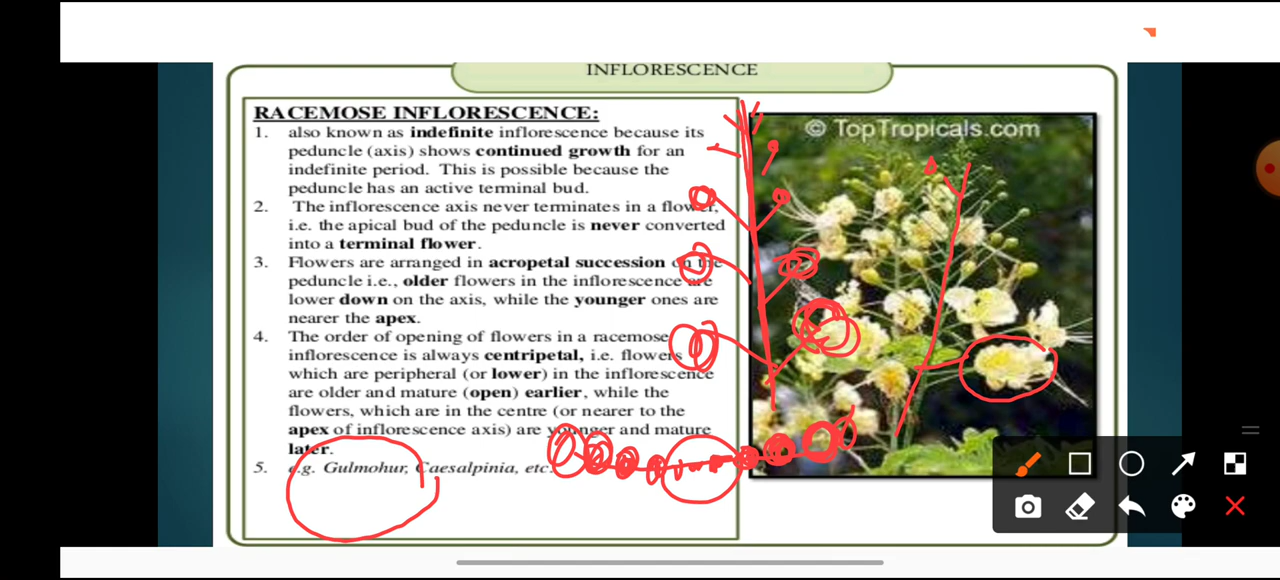 INFLORESCENCE
RACEMOSE INFLORESCENCE:
1. also known as indefinite inflorescence because its
peduncle (axis) shows continued growth for an
indefinite period. This is possible because the
peduncle has an active terminal bud.
2. The inflorescence axis never terminates in a flower,
i.e. the apical bud of the peduncle is never converted
into a terminal flower.
3. Flowers are arranged in acropetal succession on the
peduncle i.e., older flowers in the inflorescence are
lower down on the axis, while the younger ones are
nearer the apex.
4. The order of opening of flowers in a racemose
inflorescence is always centripetal, i.e. flowers
which are peripheral (or lower) in the inflorescence
are older and mature (open) earlier, while the
flowers, which are in the centre (or nearer to the
apex of inflorescence axis) are younger and mature
later.
5. e.g. Gulmohur, Caesalpinia, etc.
© TopTropicals.com